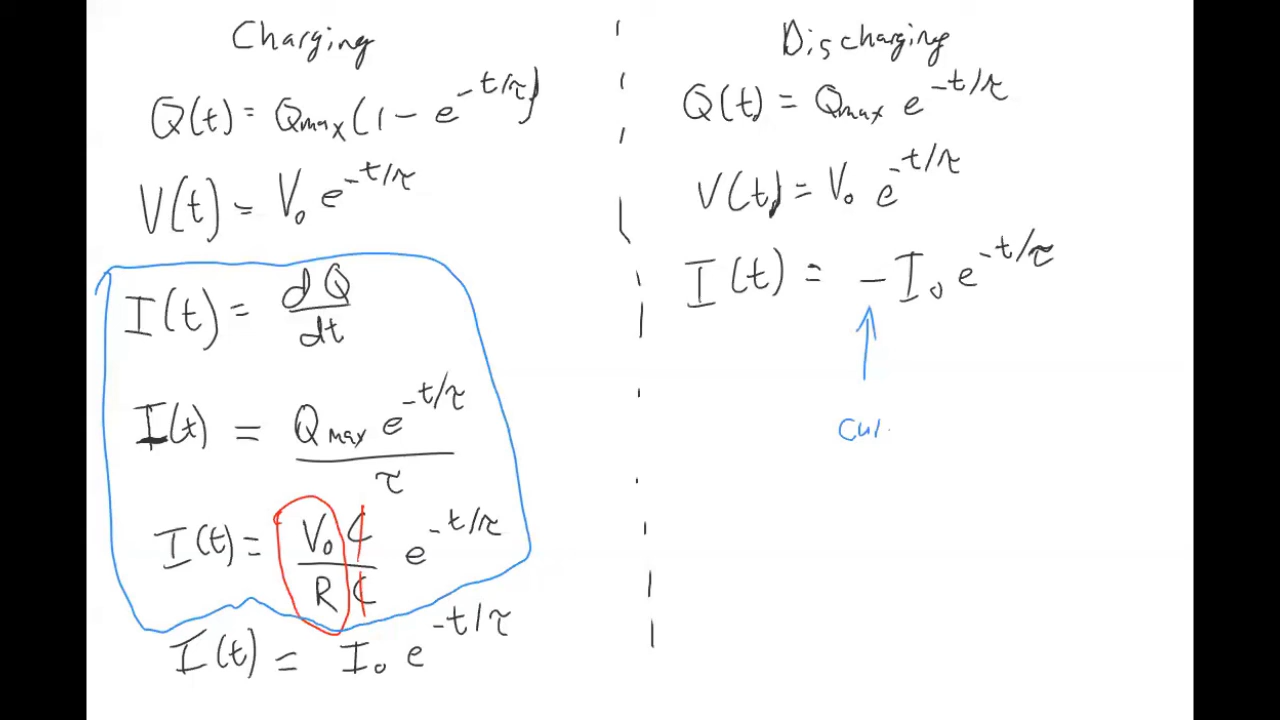 Charging
Q(t) = Qmax(1 - e^-t/τ)
V(t) = V₀ e^-t/τ
I(t) = dQ/dt
I(t) = Qmax e^-t/τ / τ
I(t) = V₀C/RC e^-t/τ
I(t) = I₀ e^-t/τ
Discharging
Q(t) = Qmax e^-t/τ
V(t) = V₀ e^-t/τ
I(t) = -I₀ e^-t/τ